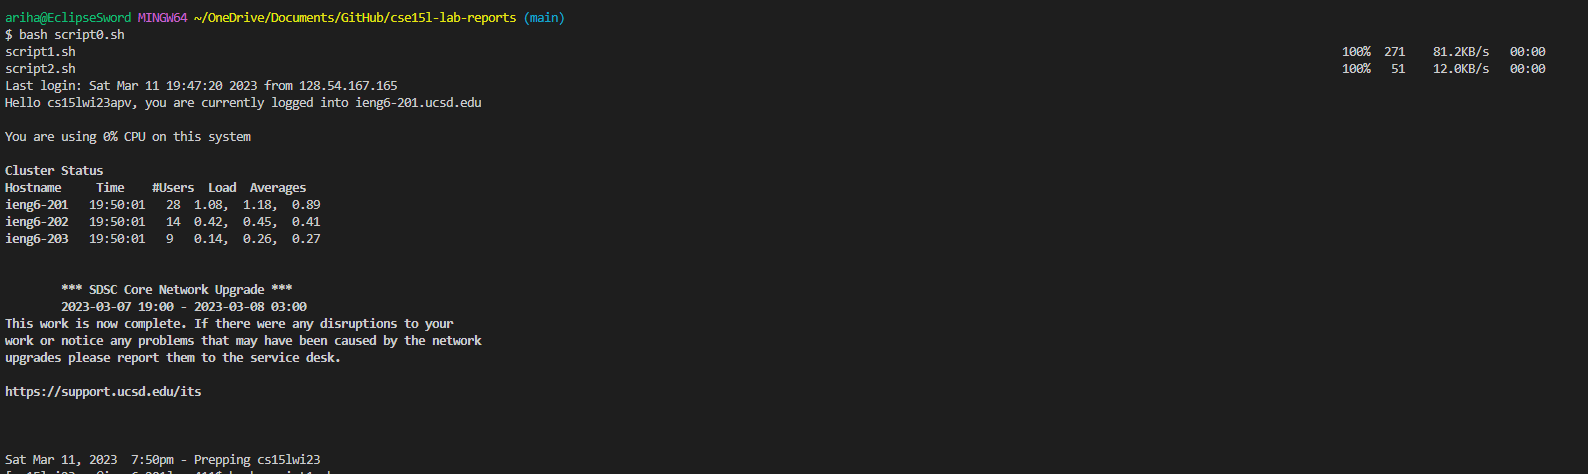 ariha@EclipseSword MINGW64 ~/OneDrive/Documents/GitHub/cse15l-lab-reports (main)
$ bash script0.sh
script1.sh 100% 271 81.2KB/s 00:00
script2.sh 100% 51 12.0KB/s 00:00
Last login: Sat Mar 11 19:47:20 2023 from 128.54.167.165
Hello cs15lwi23apv, you are currently logged into ieng6-201.ucsd.edu
You are using 0% CPU on this system
Cluster Status
Hostname Time #Users Load Averages
ieng6-201 19:50:01 28 1.08, 1.18, 0.89
ieng6-202 19:50:01 14 0.42, 0.45, 0.41
ieng6-203 19:50:01 9 0.14, 0.26, 0.27
*** SDSC Core Network Upgrade ***
2023-03-07 19:00 - 2023-03-08 03:00
This work is now complete. If there were any disruptions to your
work or notice any problems that may have been caused by the network
upgrades please report them to the service desk.
https://support.ucsd.edu/its
Sat Mar 11, 2023 7:50pm - Prepping cs15lwi23